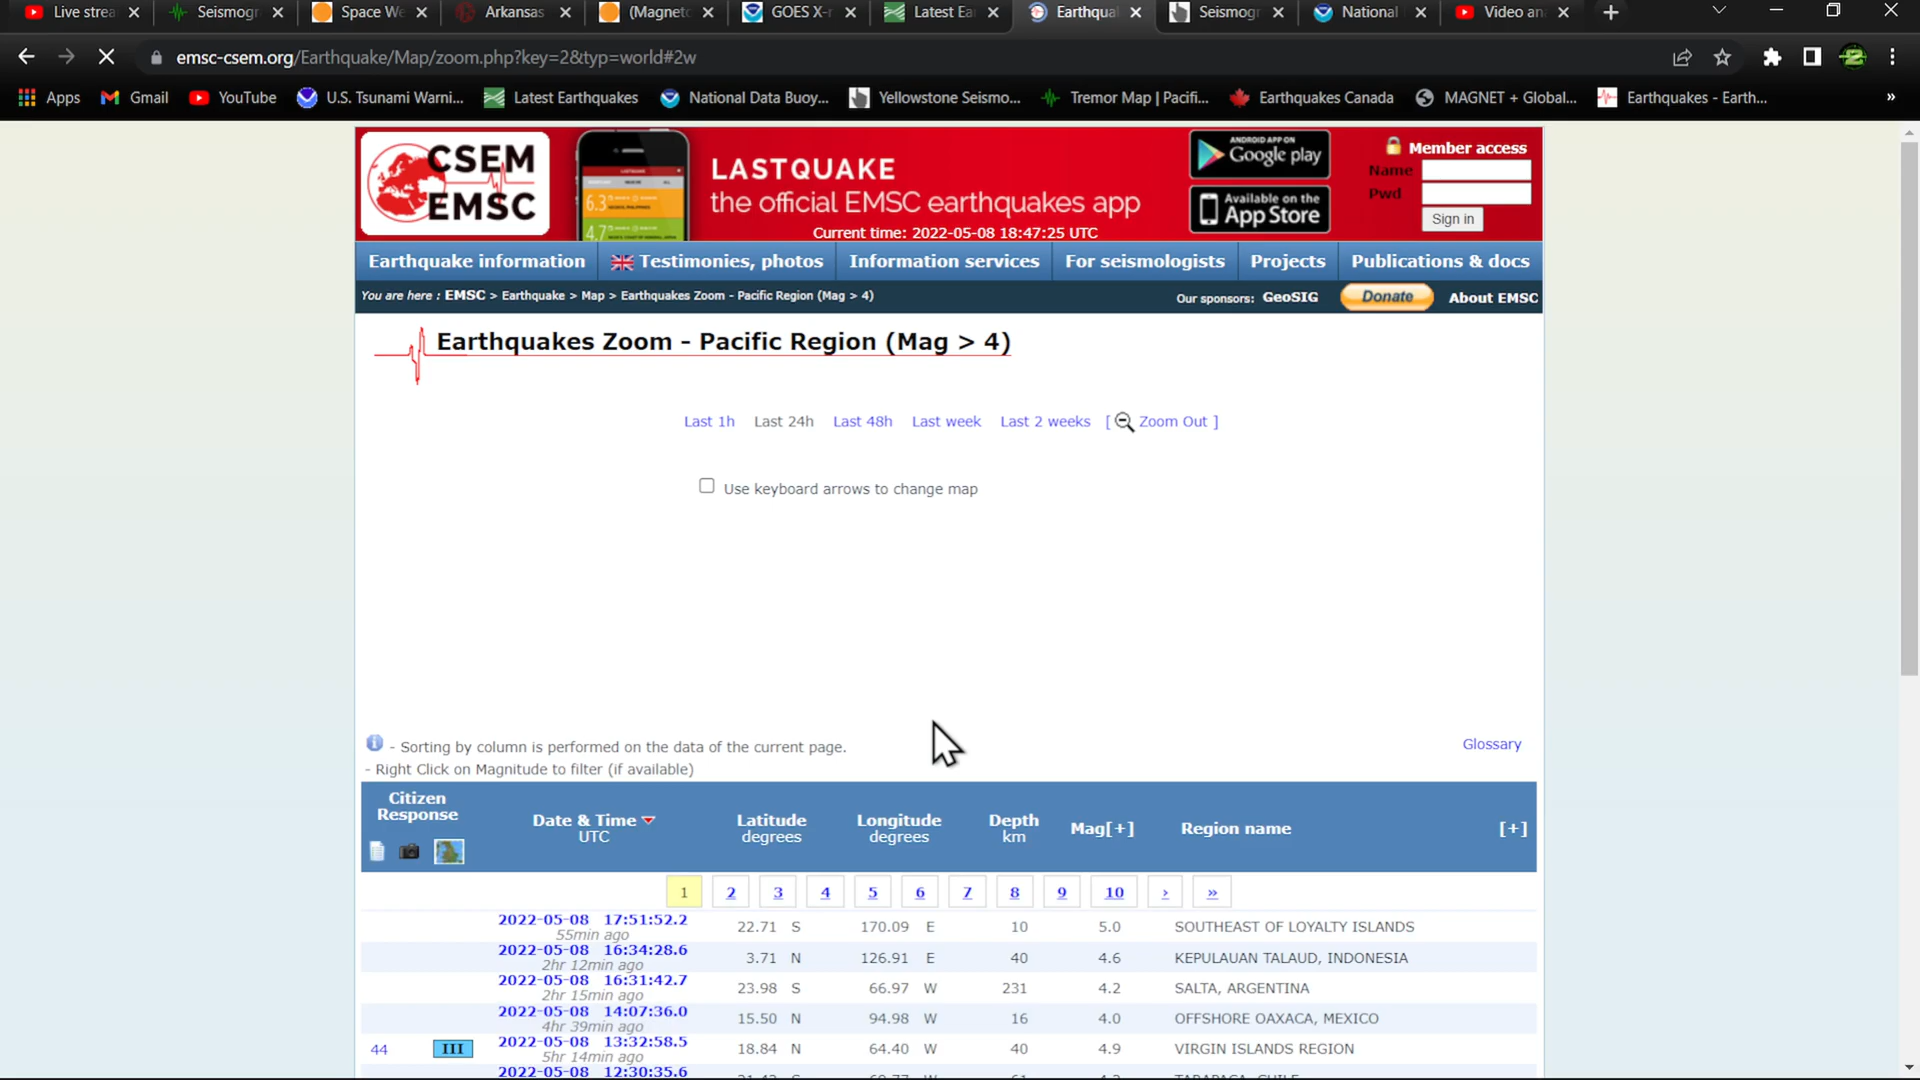 Live strea
Seismogr
Space We
Arkansas
(Magneto
GOES X-r
Latest Ea
Earthqua
Seismogr
National
Video an
emsc-csem.org/Earthquake/Map/zoom.php?key=2&typ=world#2w
Apps
Gmail
YouTube
U.S. Tsunami Warni...
Latest Earthquakes
National Data Buoy...
Yellowstone Seismo...
Tremor Map | Pacifi...
Earthquakes Canada
MAGNET + Global...
Earthquakes - Earth...
»
CSEM
EMSC
6.3
4.7
LASTQUAKE
the official EMSC earthquakes app
Current time: 2022-05-08 18:47:25 UTC
ANDROID APP ON
Google play
Available on the
App Store
Member access
Name
Pwd
Sign in
Earthquake information
Testimonies, photos
Information services
For seismologists
Projects
Publications & docs
You are here : EMSC > Earthquake > Map > Earthquakes Zoom - Pacific Region (Mag > 4)
Our sponsors: GeoSIG
Donate
About EMSC
Earthquakes Zoom - Pacific Region (Mag > 4)
Last 1h Last 24h Last 48h Last week Last 2 weeks [ Zoom Out ]
Use keyboard arrows to change map
- Sorting by column is performed on the data of the current page.
Glossary
- Right Click on Magnitude to filter (if available)
Citizen
Response
Date & Time
UTC
Latitude
degrees
Longitude
degrees
Depth
km
Mag[+]
Region name
[+]
1 2 3 4 5 6 7 8 9 10 › »
2022-05-08 17:51:52.2 22.71 S 170.09 E 10 5.0 SOUTHEAST OF LOYALTY ISLANDS
55min ago
2022-05-08 16:34:28.6 3.71 N 126.91 E 40 4.6 KEPULAUAN TALAUD, INDONESIA
2hr 12min ago
2022-05-08 16:31:42.7 23.98 S 66.97 W 231 4.2 SALTA, ARGENTINA
2hr 15min ago
2022-05-08 14:07:36.0 15.50 N 94.98 W 16 4.0 OFFSHORE OAXACA, MEXICO
4hr 39min ago
44 III 2022-05-08 13:32:58.5 18.84 N 64.40 W 40 4.9 VIRGIN ISLANDS REGION
5hr 14min ago
2022-05-08 12:30:35.6